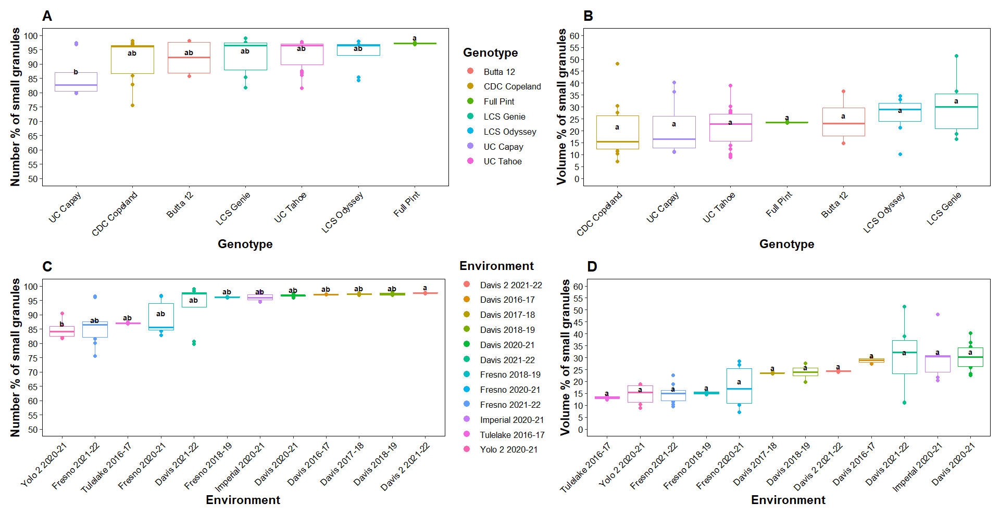 A
Number % of small granules
100
95
90
85
80
75
70
65
60
55
50
b
ab
ab
ab
ab
ab
a
UC Capay
CDC Copeland
Butta 12
LCS Genie
UC Tahoe
LCS Odyssey
Full Pint
Genotype
Genotype
Butta 12
CDC Copeland
Full Pint
LCS Genie
LCS Odyssey
UC Capay
UC Tahoe
B
Volume % of small granules
60
55
50
45
40
35
30
25
20
15
10
5
0
a
a
a
a
a
a
a
CDC Copeland
UC Capay
UC Tahoe
Full Pint
Butta 12
LCS Odyssey
LCS Genie
Genotype
C
Number % of small granules
100
95
90
85
80
75
70
65
60
55
50
b
ab
ab
ab
ab
ab
ab
ab
ab
ab
ab
a
Yolo 2 2020-21
Fresno 2021-22
Tulelake 2016-17
Fresno 2020-21
Davis 2021-22
Fresno 2018-19
Imperial 2020-21
Davis 2020-21
Davis 2016-17
Davis 2017-18
Davis 2018-19
Davis 2 2021-22
Environment
Environment
Davis 2 2021-22
Davis 2016-17
Davis 2017-18
Davis 2018-19
Davis 2020-21
Davis 2021-22
Fresno 2018-19
Fresno 2020-21
Fresno 2021-22
Imperial 2020-21
Tulelake 2016-17
Yolo 2 2020-21
D
Volume % of small granules
60
55
50
45
40
35
30
25
20
15
10
5
0
a
a
a
a
a
a
a
a
a
a
a
a
Tulelake 2016-17
Yolo 2 2020-21
Fresno 2021-22
Fresno 2018-19
Fresno 2020-21
Davis 2017-18
Davis 2018-19
Davis 2 2021-22
Davis 2016-17
Davis 2021-22
Imperial 2020-21
Davis 2020-21
Environment